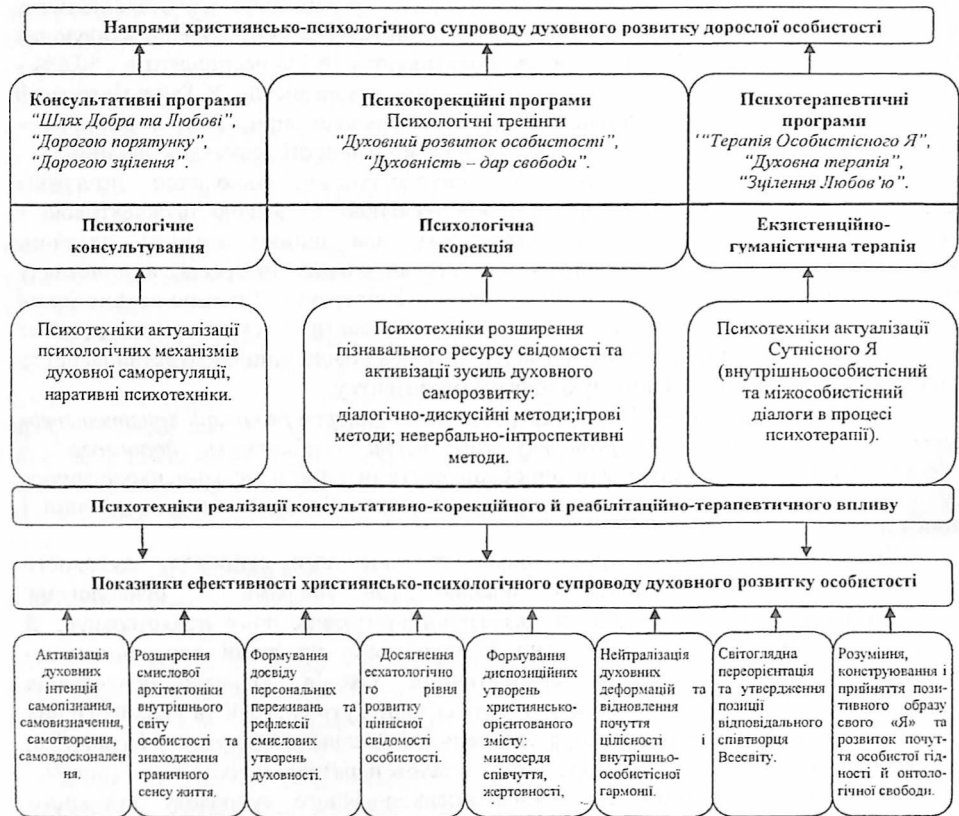 Напрями християнсько-психологічного супроводу духовного розвитку дорослої особистості
Консультативні програми
“Шлях Добра та Любові”,
“Дорогою порятунку”,
“Дорогою зцілення”.
Психологічне
консультування
Психокорекційні програми
Психологічні тренінги
“Духовний розвиток особистості”,
“Духовність – дар свободи”.
Психологічна
корекція
Психотерапевтичні
програми
“"Терапія Особистісного Я”,
“Духовна терапія”,
“Зцілення Любов’ю”.
Екзистенційно-
гуманістична терапія
Психотехніки актуалізації
психологічних механізмів
духовної саморегуляції,
наративні психотехніки.
Психотехніки розширення
фінального ресурсу свідомості та
активізації зусиль духовного
саморозвитку:
діалогічно-дискусійні методи;ігрові
методи; невербально-інтроспективні
методи.
Психотехніки актуалізації
Сутнісного Я
(внутрішньоособистісний
та міжособистісний
діалоги в процесі
психотерапії).
Психотехніки реалізації консультативно-корекційного й реабілітаційно-терапевтичного впливу
Показники ефективності християнсько-психологічного супроводу духовного розвитку особистості
Активізація
духовних
інтенцій
самопізнання,
самовизначення,
самотворення,
самовдосконален
ня.
Розширення
смислової
архітектоніки
внутрішнього
світу
особистості та
знаходження
граничного
сенсу життя.
Формування
досвіду
персональних
переживань та
рефлексії
смислових
утворень
духовності.
Досягнення
есхатологічно
го рівня
розвитку
ціннісної
свідомості
особистості.
Формування
диспозиційних
утворень
християнсько-
орієнтованого
змісту:
милосердя
співчуття,
жертовності,
Нейтралізація
духовних
деформацій та
відновлення
почуття
цілісності і
внутрішньо-
особистісної
гармонії.
Світоглядна
переорієнтація
та утвердження
позиції
відповідального
співтворця
Всесвіту.
Розуміння,
конструювання і
прийняття пози-
тивного образу
свого «Я» та
розвиток почут-
тя особистої гід-
ності й онтоло-
гічної свободи.